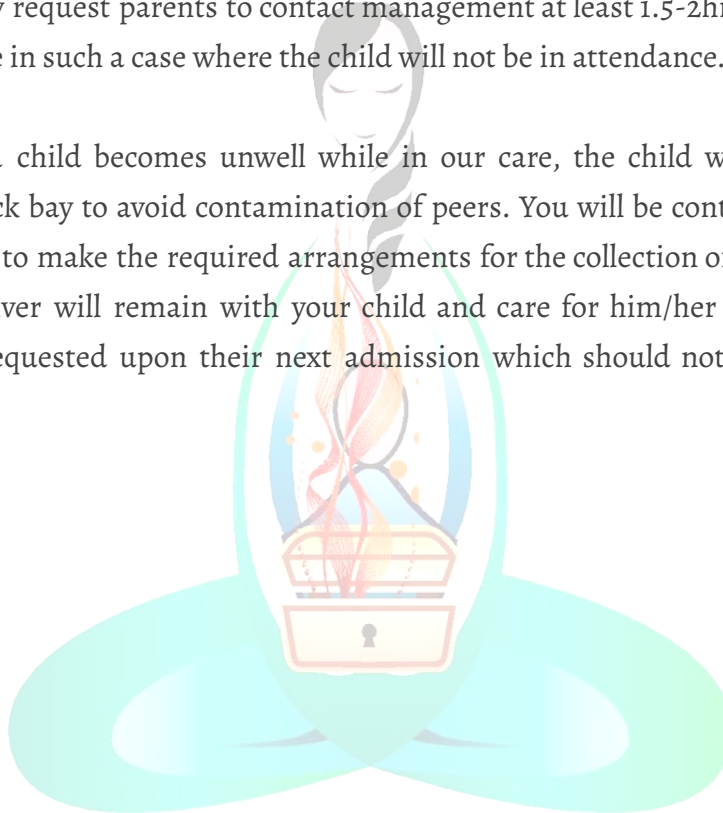 request parents to contact management at least 1.5-2h
in such a case where the child will not be in attendance.
child becomes unwell while in our care, the child w
ck bay to avoid contamination of peers. You will be cont
to make the required arrangements for the collection o
iver will remain with your child and care for him/her
equested upon their next admission which should not